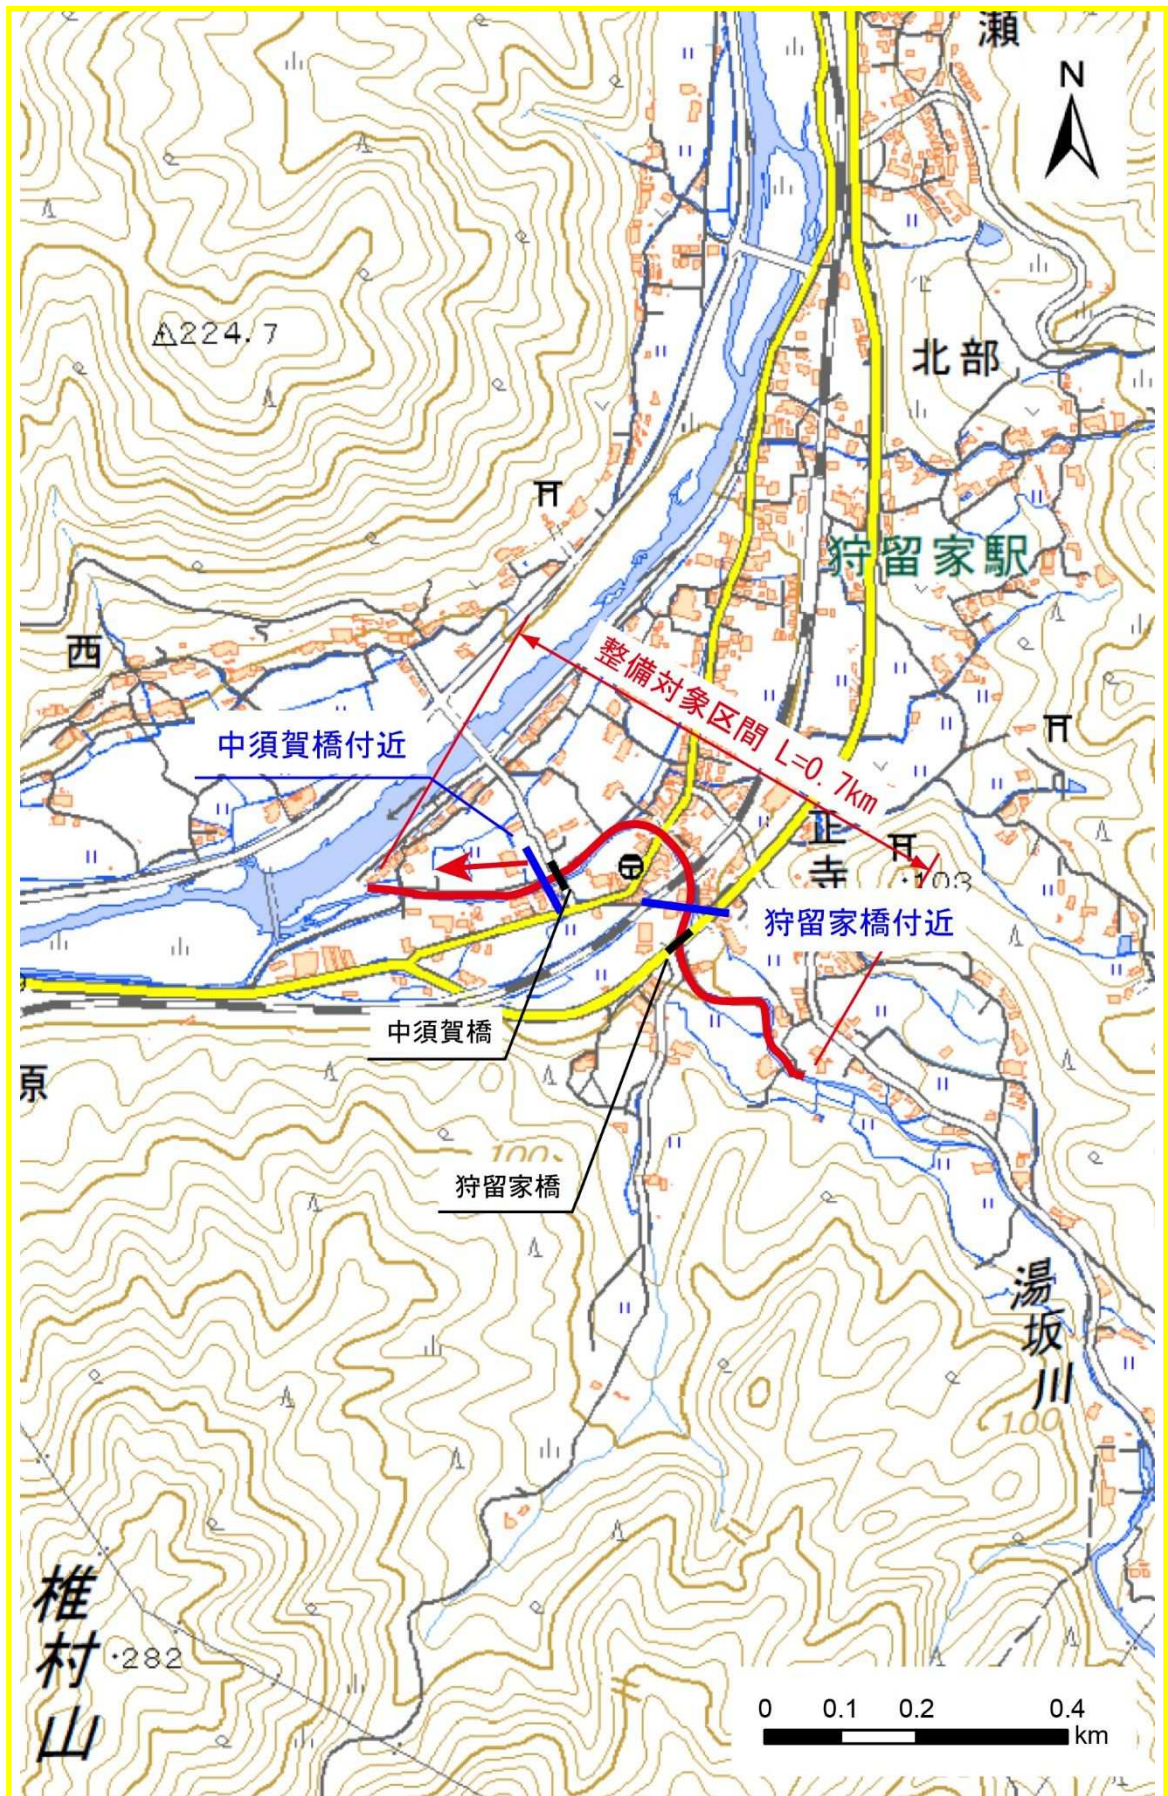 瀬
N
224.7
北部
狩留家駅
西
整備対象区間 L=0.7km
中須賀橋付近
正寺
103
狩留家橋付近
中須賀橋
原
100
狩留家橋
湯坂川
100
椎村山
282
0 0.1 0.2 0.4
km